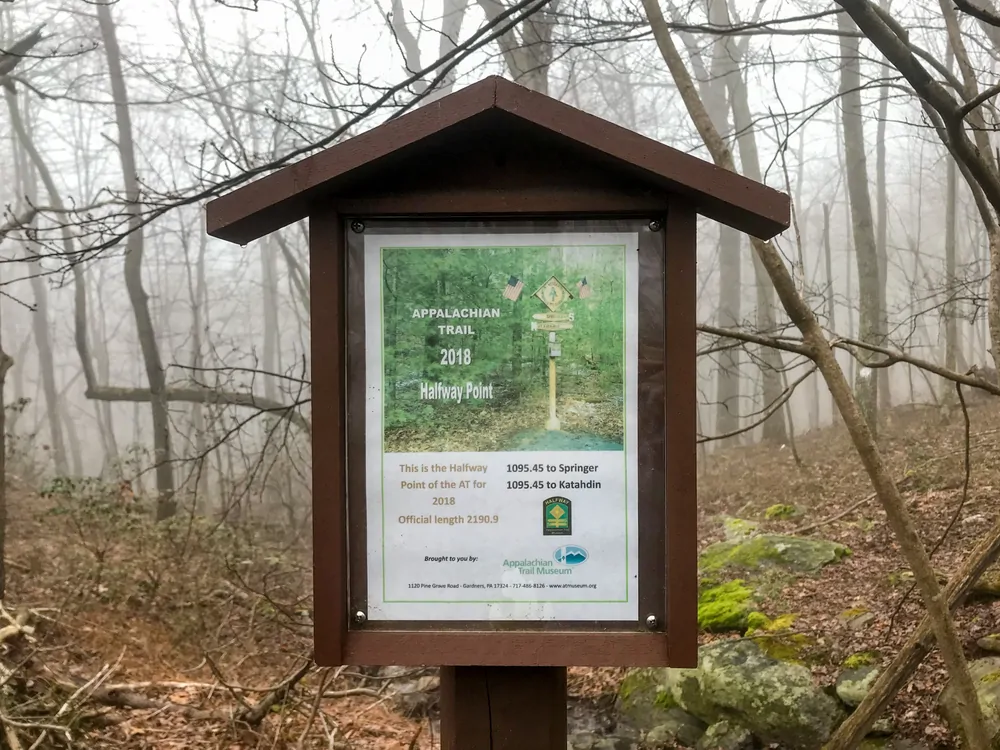 APPALACHIAN
TRAIL
2018
Halfway Point
This is the Halfway
Point of the AT for
2018
Official length 2190.9
1095.45 to Springer
1095.45 to Katahdin
HALFWAY
Brought to you by:
Appalachian
Trail Museum
1120 Pine Grove Road - Gardners, PA 17324 - 717-486-8126 - www.atmuseum.org